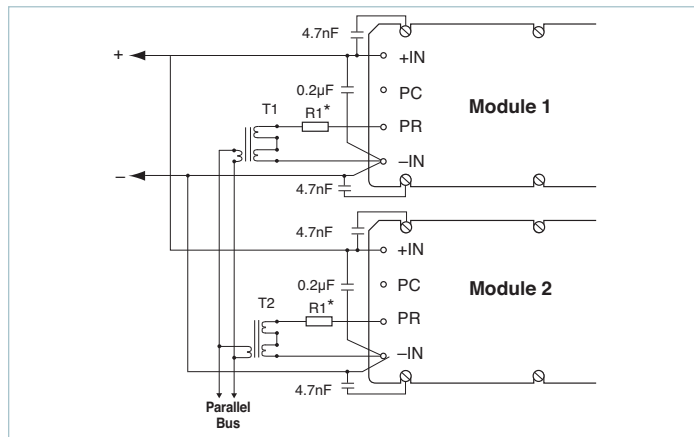 4.7nF
+
+IN
0.2µF
PC
Module 1
T1
R1*
PR
–IN
–
4.7nF
4.7nF
+IN
0.2µF
PC
Module 2
T2
R1*
PR
–IN
4.7nF
Parallel
Bus